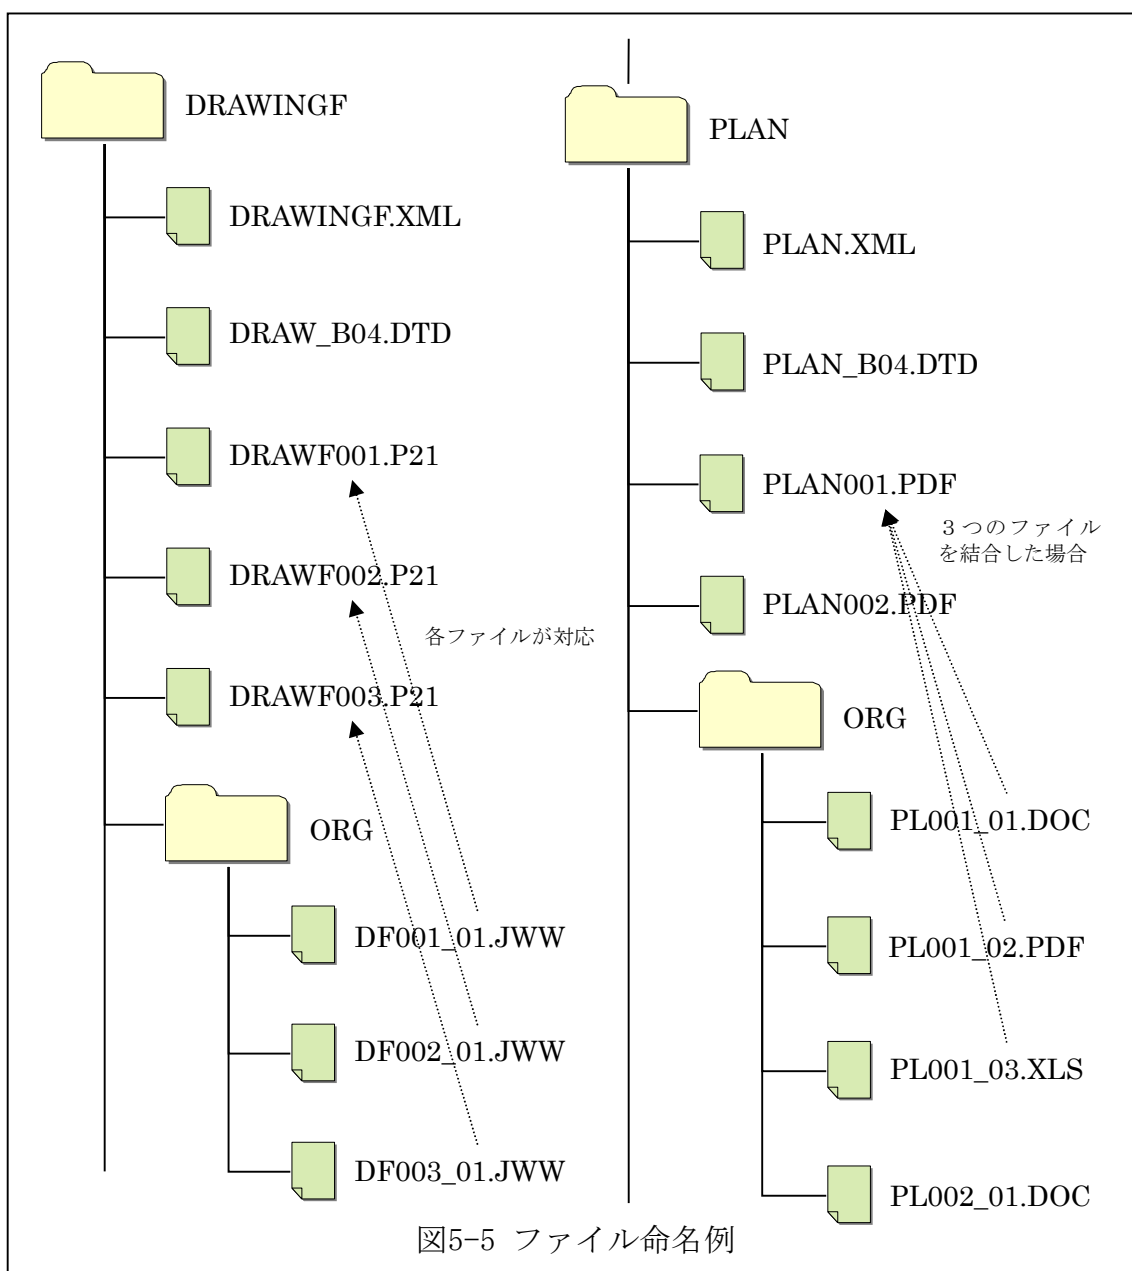 DRAWINGF
DRAWINGF.XML
DRAW_B04.DTD
DRAWF001.P21
DRAWF002.P21
各ファイルが対応
DRAWF003.P21
ORG
DF001_01.JWW
DF002_01.JWW
DF003_01.JWW
PLAN
PLAN.XML
PLAN_B04.DTD
PLAN001.PDF
3つのファイル
を結合した場合
PLAN002.PDF
ORG
PL001_01.DOC
PL001_02.PDF
PL001_03.XLS
PL002_01.DOC
図5-5 ファイル命名例